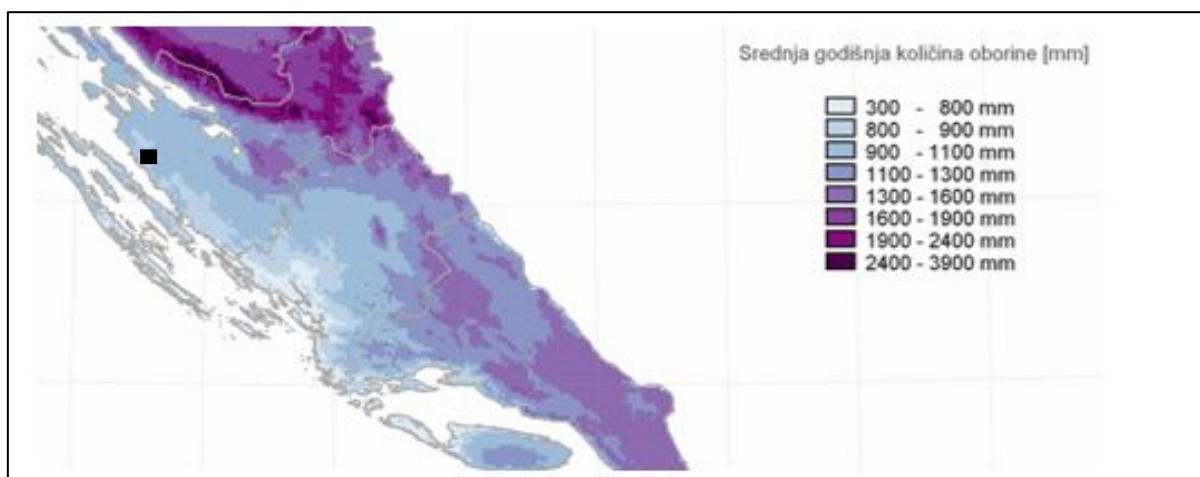 Srednja godišnja količina oborine [mm]
300 - 800 mm
800 - 900 mm
900 - 1100 mm
1100 - 1300 mm
1300 - 1600 mm
1600 - 1900 mm
1900 - 2400 mm
2400 - 3900 mm